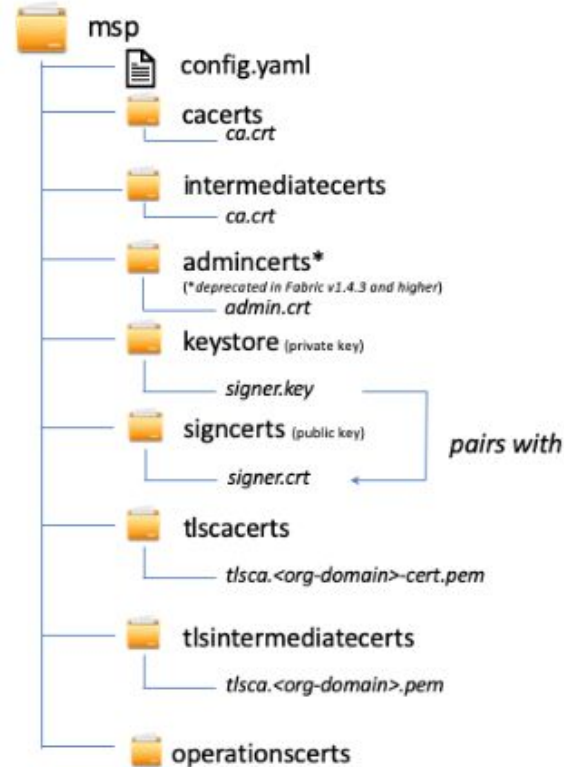 msp
config.yaml
cacerts
ca.crt
intermediatecerts
ca.crt
admincerts*
(*deprecated in Fabric v1.4.3 and higher)
admin.crt
keystore (private key)
signer.key
signcerts (public key)
pairs with
signer.crt
tlscacerts
tlsca.<org-domain>-cert.pem
tlsintermediatecerts
tlsca.<org-domain>.pem
operationscerts